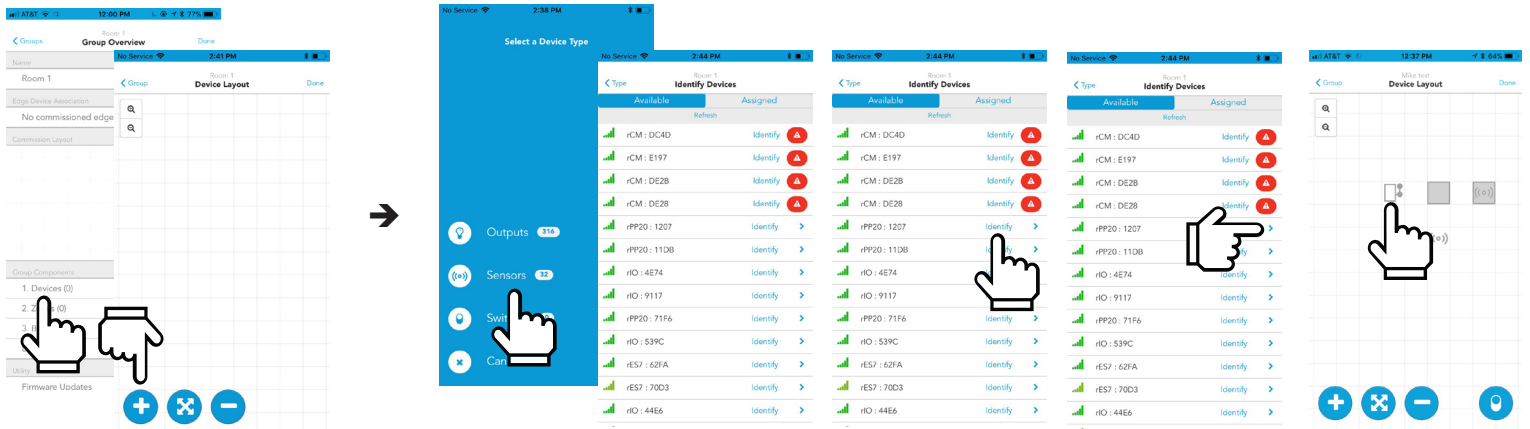 AT&T 12:00 PM 77%
Room 1
Groups Group Overview Done
Name
Room 1
Edge Device Association
No commissioned edge
Commission Layout
Group Components
1. Devices (0)
2. Z s (0)
3. B
Utility
Firmware Updates
No Service 2:41 PM
Room 1
Group Device Layout Done
No Service 2:38 PM
Select a Device Type
Outputs 316
Sensors 32
Swit
Can
No Service 2:44 PM
Room 1
Type Identify Devices
Available Assigned
Refresh
rCM : DC4D Identify
rCM : E197 Identify
rCM : DE2B Identify
rCM : DE28 Identify
rPP20 : 1207 Identify
rPP20 : 11DB Identify
rIO : 4E74 Identify
rIO : 9117 Identify
rPP20 : 71F6 Identify
rIO : 539C Identify
rES7 : 62FA Identify
rES7 : 70D3 Identify
rIO : 44E6 Identify
No Service 2:44 PM
Room 1
Type Identify Devices
Available Assigned
Refresh
rCM : DC4D Identify
rCM : E197 Identify
rCM : DE2B Identify
rCM : DE28 Identify
rPP20 : 1207 Identify
rPP20 : 11DB
rIO : 4E74
rIO : 9117
rPP20 : 71F6 Identify
rIO : 539C Identify
rES7 : 62FA Identify
rES7 : 70D3 Identify
rIO : 44E6 Identify
No Service 2:44 PM
Room 1
Type Identify Devices
Available Assigned
Refresh
rCM : DC4D Identify
rCM : E197 Identify
rCM : DE2B Identify
rCM : DE28 Identify
rPP20 : 1207
rPP20 : 11DB
rIO : 4E74 Identify
rIO : 9117 Identify
rPP20 : 71F6 Identify
rIO : 539C Identify
rES7 : 62FA Identify
rES7 : 70D3 Identify
rIO : 44E6 Identify
AT&T 12:37 PM 64%
Mike test
Group Device Layout Done